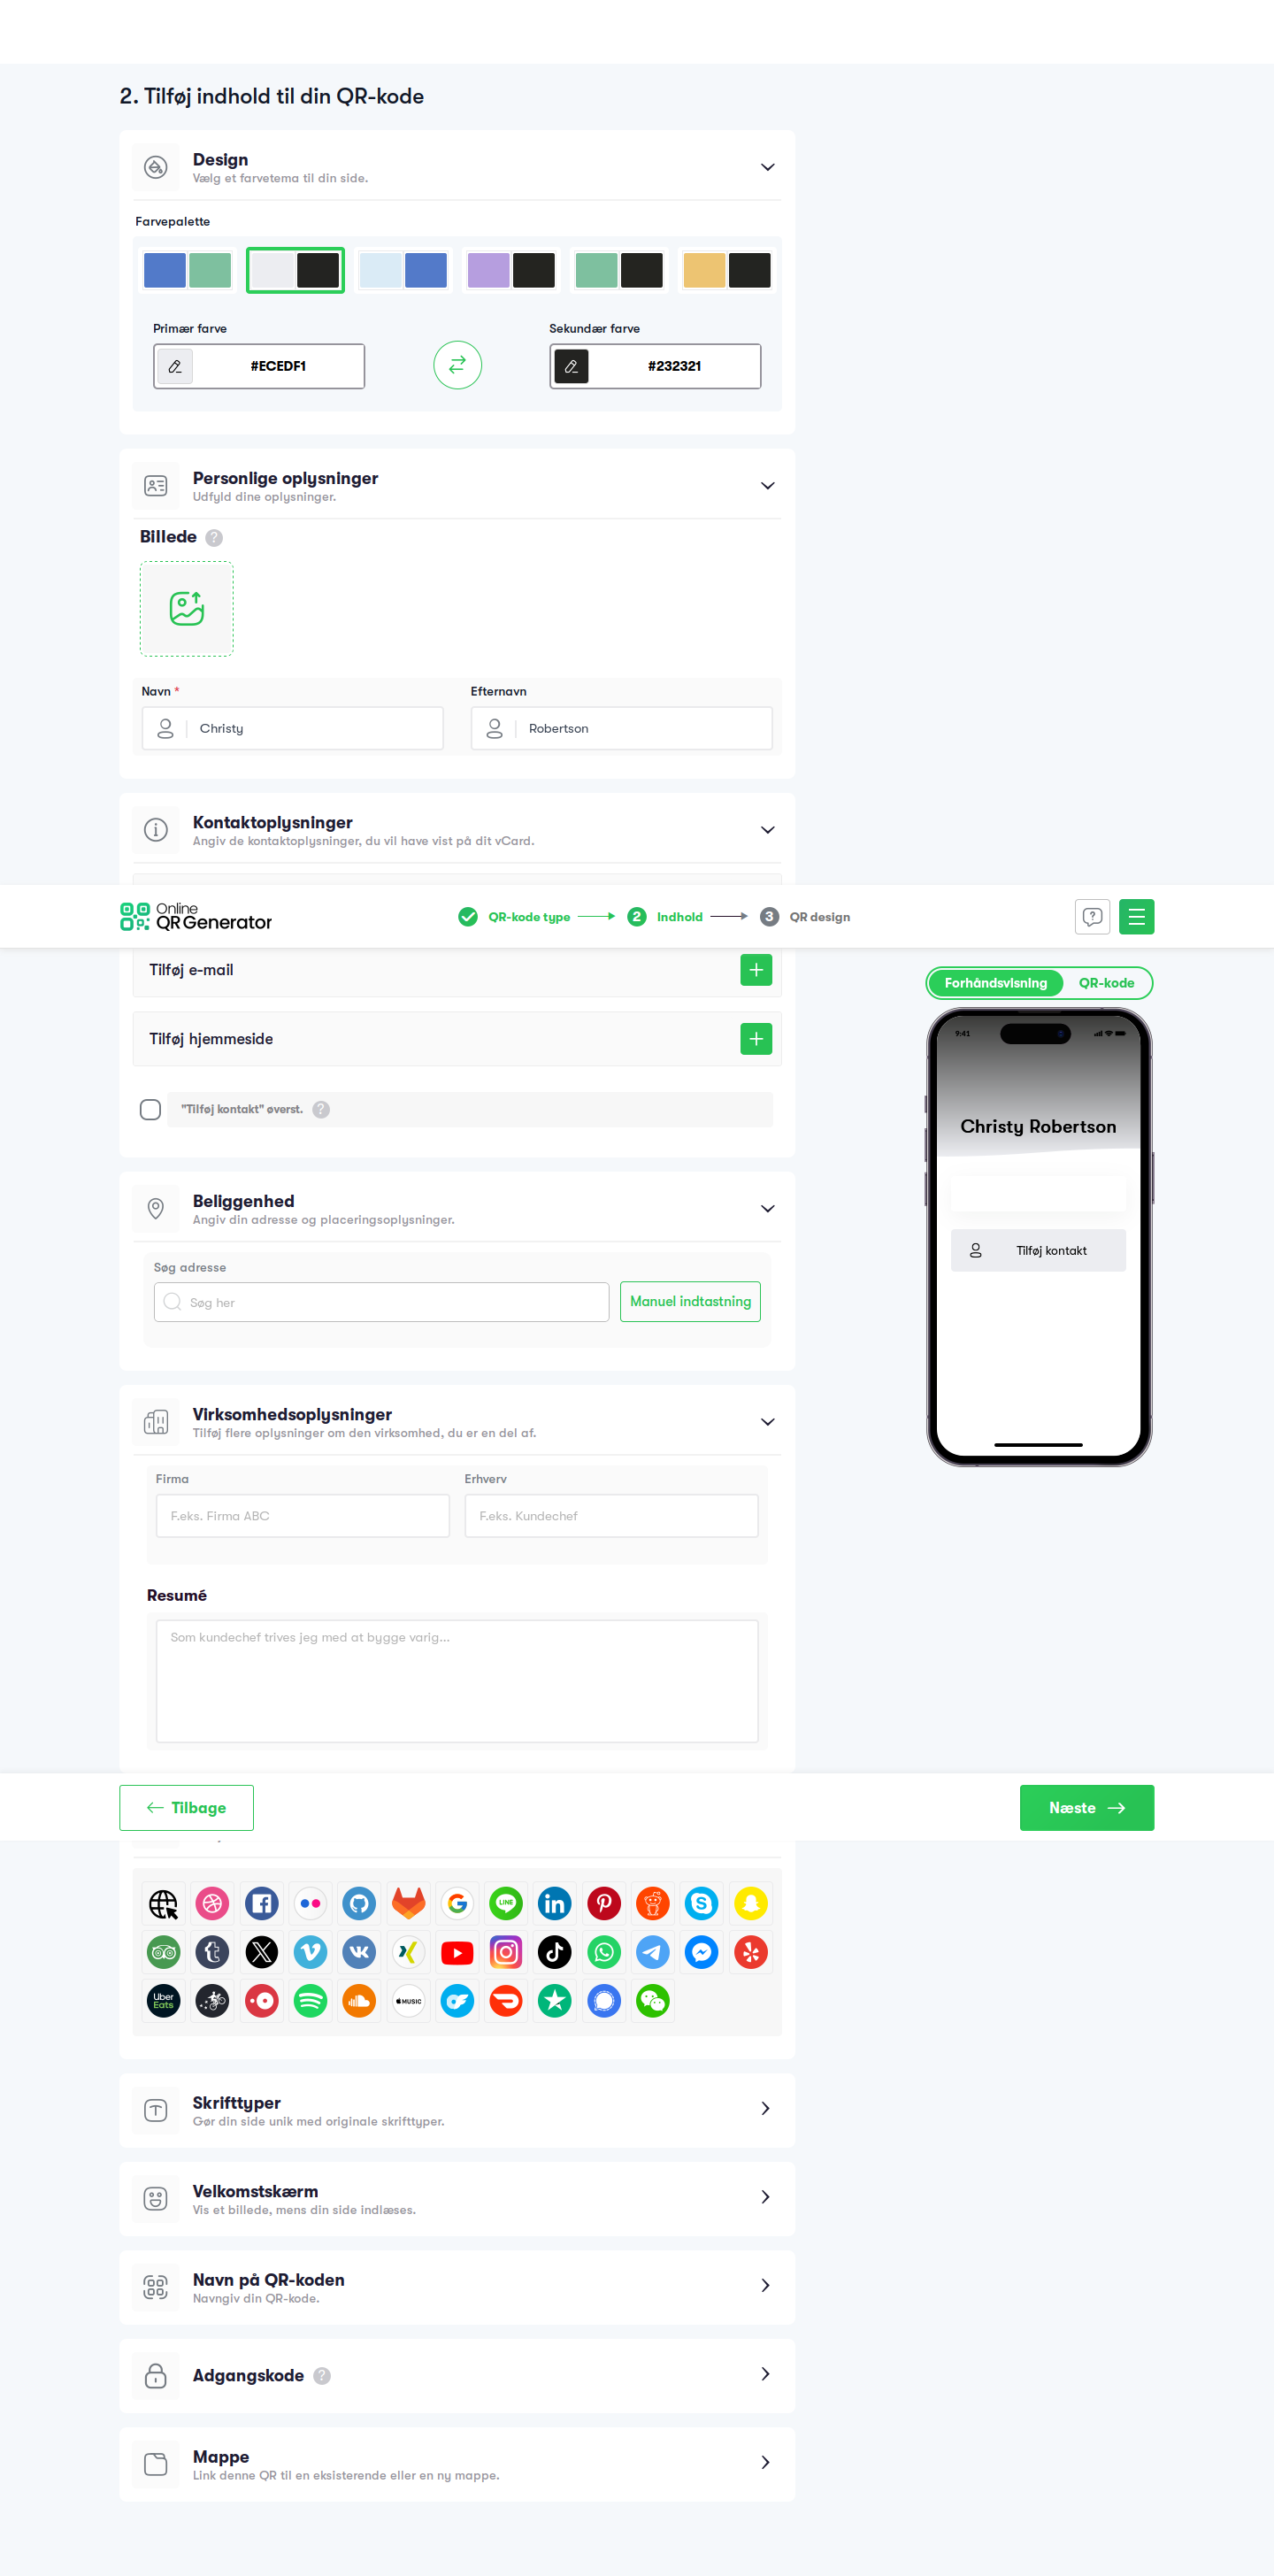 2. Tilføj indhold til din QR-kode
Design
Vælg et farvetema til din side.
Farvepalette
Primær farve
Sekundær farve
#ECEDF1
#232321
Personlige oplysninger
Udfyld dine oplysninger.
Billede ?
Navn *
Efternavn
Christy
Robertson
Kontaktoplysninger
Angiv de kontaktoplysninger, du vil have vist på dit vCard.
Online
QR Generator
QR-kode type
2 Indhold
3 QR design
Tilføj e-mail
Forhåndsvisning
QR-kode
9:41
Tilføj hjemmeside
"Tilføj kontakt" øverst. ?
Christy Robertson
Tilføj kontakt
Beliggenhed
Angiv din adresse og placeringsoplysninger.
Søg adresse
Søg her
Manuel indtastning
Virksomhedsoplysninger
Tilføj flere oplysninger om den virksomhed, du er en del af.
Firma
Erhverv
F.eks. Firma ABC
F.eks. Kundechef
Resumé
Som kundechef trives jeg med at bygge varig...
Tilbage
Næste
LINE
in
Uber
Eats
MUSIC
Skrifttyper
Gør din side unik med originale skrifttyper.
Velkomstskærm
Vis et billede, mens din side indlæses.
Navn på QR-koden
Navngiv din QR-kode.
Adgangskode ?
Mappe
Link denne QR til en eksisterende eller en ny mappe.